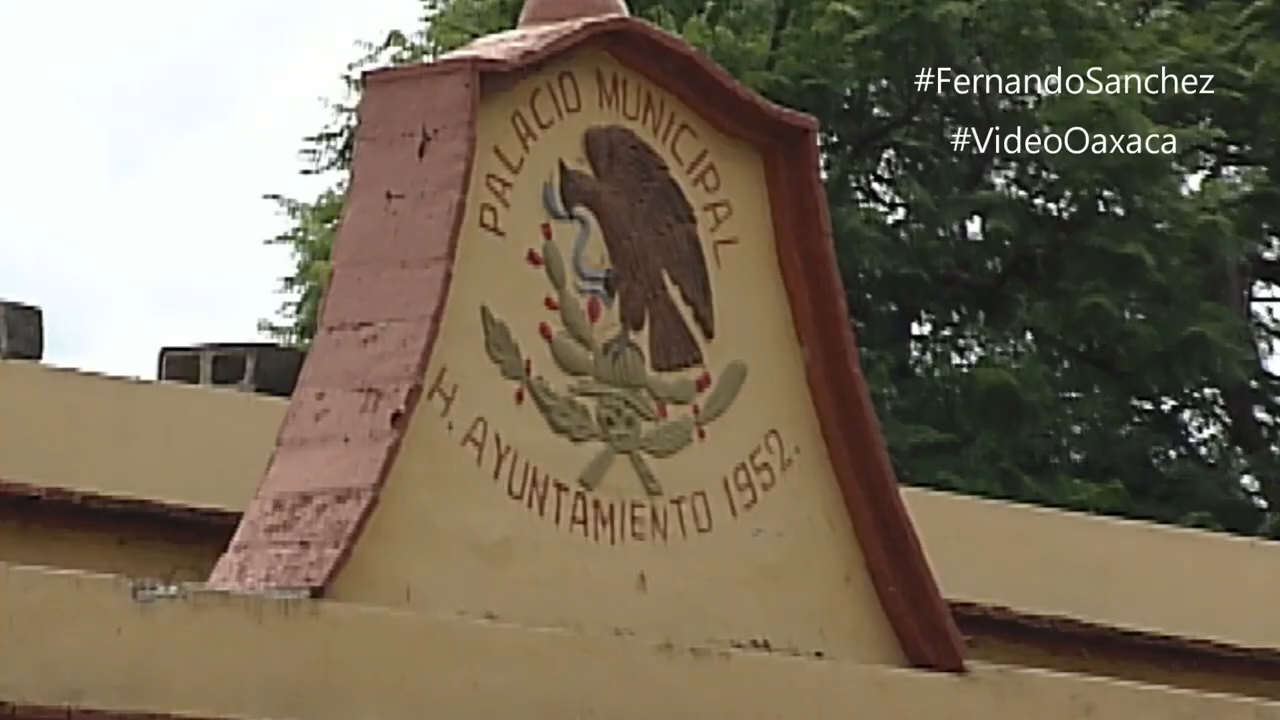 #FernandoSanchez
#VideoOaxaca
PALACIO MUNICIPAL
H. AYUNTAMIENTO 1952.